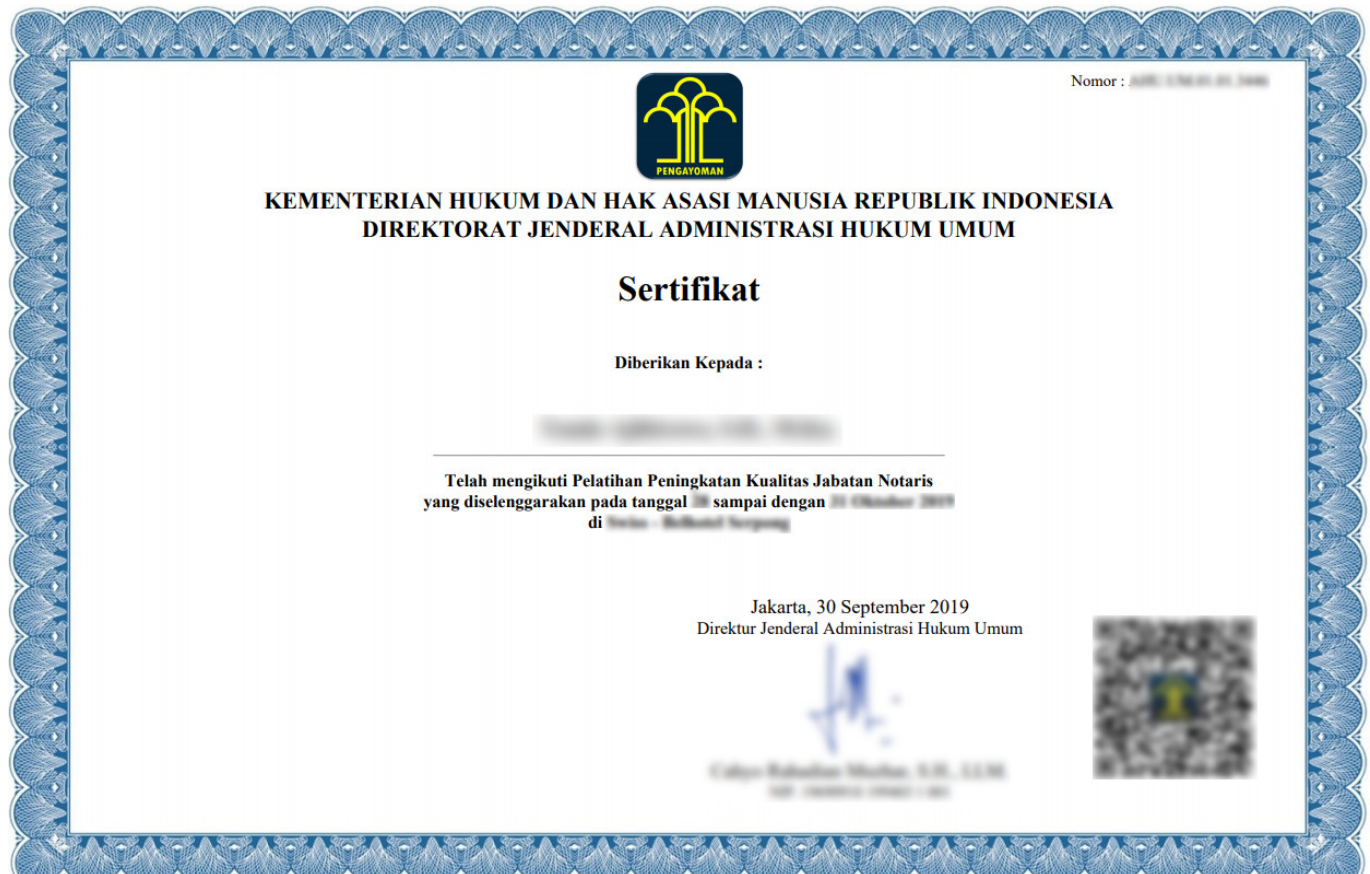 Nomor :
PENGAYOMAN
KEMENTERIAN HUKUM DAN HAK ASASI MANUSIA REPUBLIK INDONESIA
DIREKTORAT JENDERAL ADMINISTRASI HUKUM UMUM
Sertifikat
Diberikan Kepada :
Telah mengikuti Pelatihan Peningkatan Kualitas Jabatan Notaris
yang diselenggarakan pada tanggal sampai dengan
di
Jakarta, 30 September 2019
Direktur Jenderal Administrasi Hukum Umum